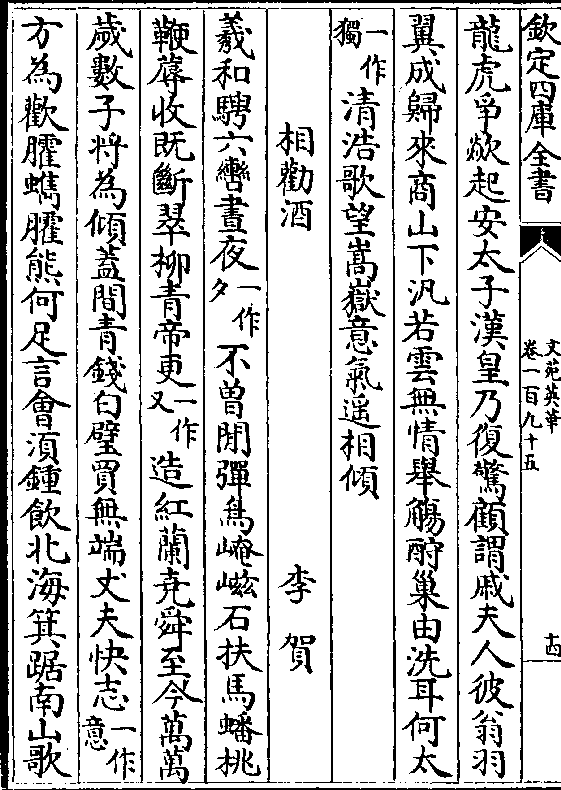 欽定四庫全書
文苑英華
卷一百九十五
十四
龍虎爭欻起安太子漢皇乃復驚顧謂戚夫人彼翁羽
翼成歸來商山下汎若雲無情舉觴酹巢由洗耳何太
一作獨清浩歌望嵩嶽意氣遥相傾
相勸酒 李賀
羲和騁六轡晝夜一作夕不曽閒彈烏崦嵫石扶馬蟠桃
鞭蓐收既斷翠柳青帝更一作又造紅蘭堯舜至今萬萬
嵗數子將為傾蓋間青錢白璧買無端丈夫快志一作意
方為歡臛蠵臛熊何足言㑹須鍾飲北海箕踞南山歌